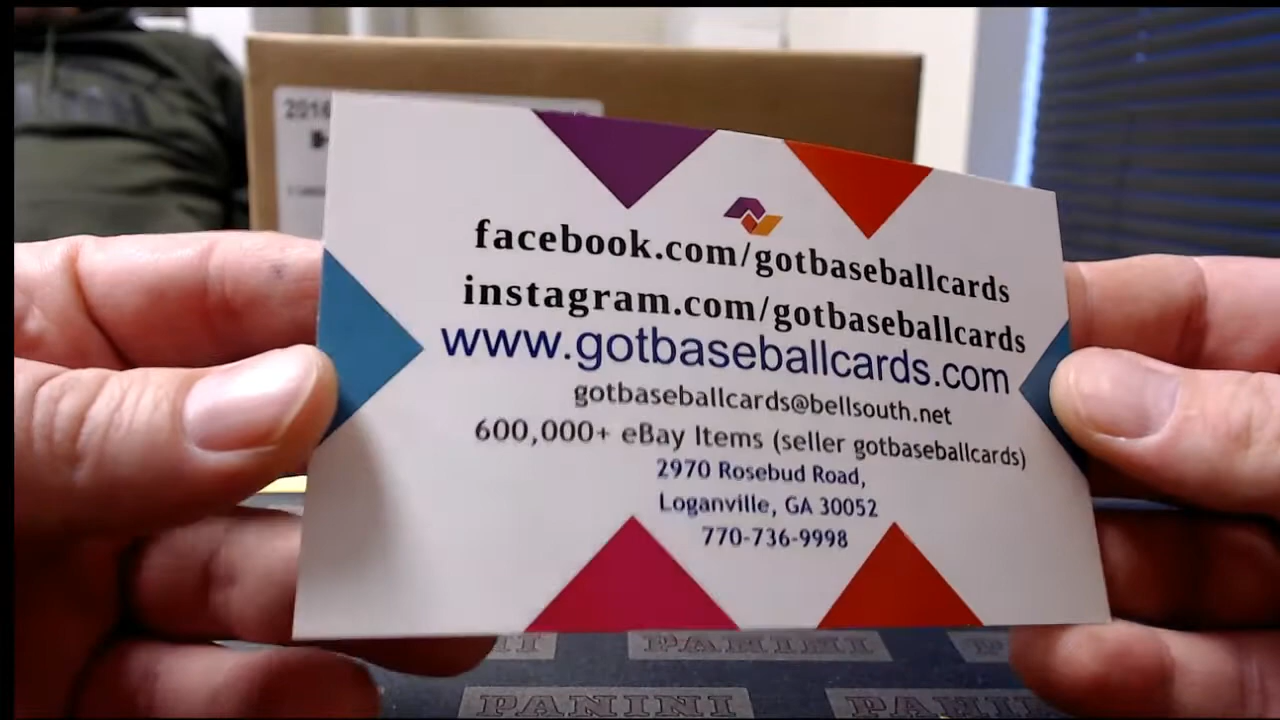 2016
facebook.com/gotbaseballcards
instagram.com/gotbaseballcards
www.gotbaseballcards.com
gotbaseballcards@bellsouth.net
600,000+ eBay Items (seller gotbaseballcards)
2970 Rosebud Road,
Loganville, GA 30052
770-736-9998
PANINI
PANINI